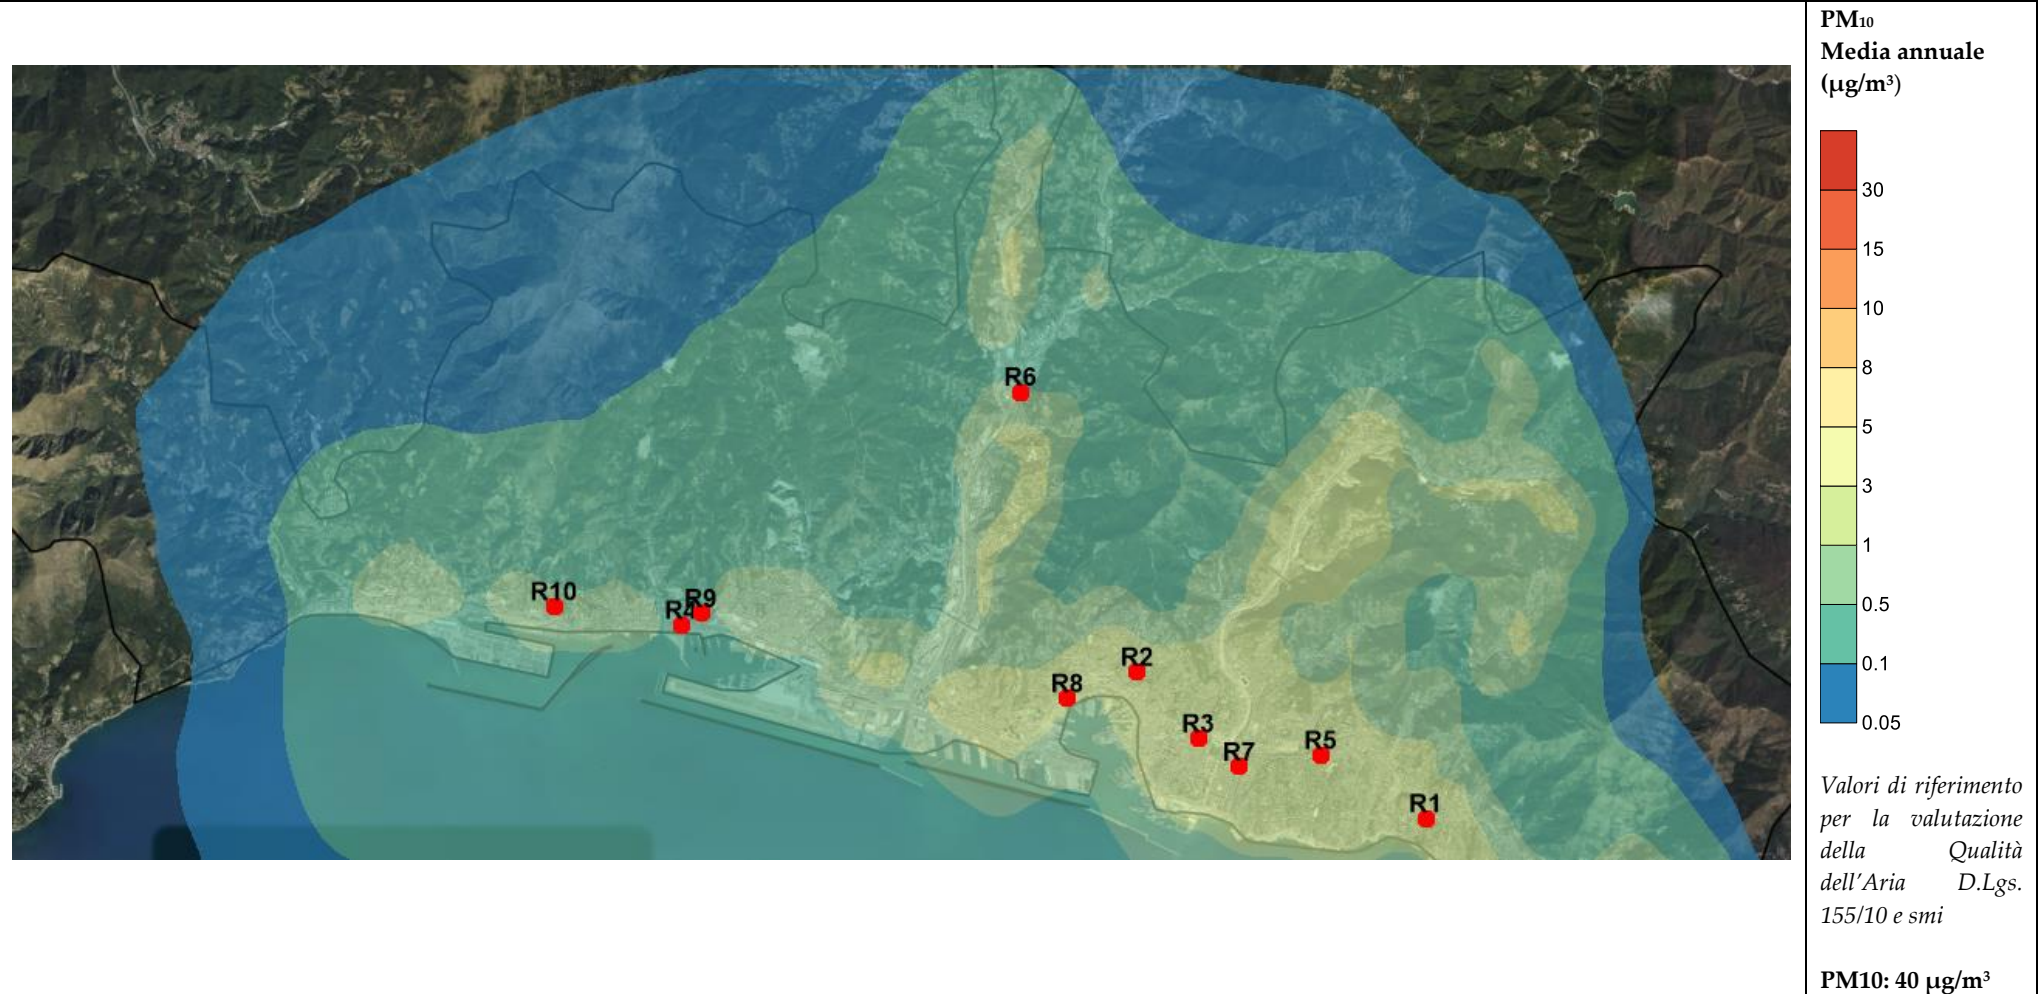 PM₁₀
Media annuale
(µg/m³)
30
15
10
8
5
3
1
0.5
0.1
0.05
R6
R10
R9
R4
R2
R8
R3
R7
R5
R1
Valori di riferimento
per la valutazione
della Qualità
dell'Aria D.Lgs.
155/10 e smi
PM10: 40 µg/m³